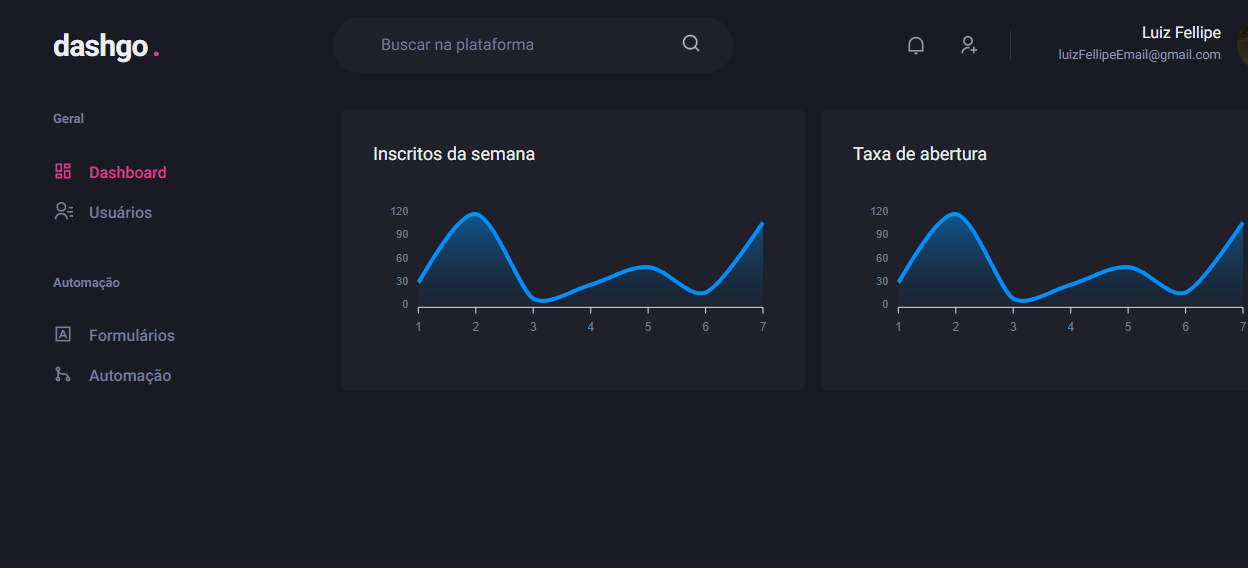 dashgo.
Buscar na plataforma
Luiz Fellipe
luizFellipeEmail@gmail.com
Geral
Dashboard
Usuários
Automação
Formulários
Automação
Inscritos da semana
120
90
60
30
0
1 2 3 4 5 6 7
Taxa de abertura
120
90
60
30
0
1 2 3 4 5 6 7